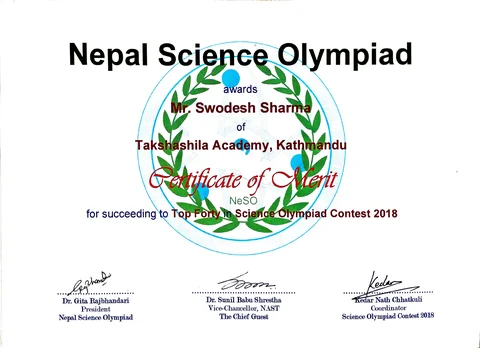 Nepal Science Olympiad
awards
Mr. Swodesh Sharma
of
Takshashila Academy, Kathmandu
Certificate of Merit
NeSO
for succeeding to Top Forty in Science Olympiad Contest 2018
Dr. Gita Rajbhandari
President
Nepal Science Olympiad
Dr. Sunil Babu Shrestha
Vice-Chancellor, NAST
The Chief Guest
Kedar Nath Chhatkuli
Coordinator
Science Olympiad Contest 2018